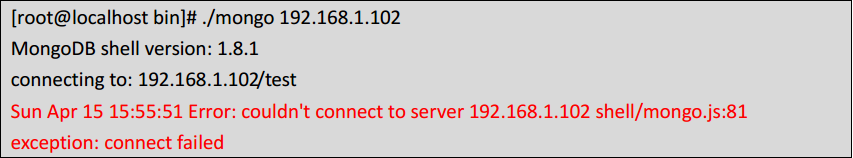 [root@localhost bin]# ./mongo 192.168.1.102
MongoDB shell version: 1.8.1
connecting to: 192.168.1.102/test
Sun Apr 15 15:55:51 Error: couldn't connect to server 192.168.1.102 shell/mongo.js:81
exception: connect failed